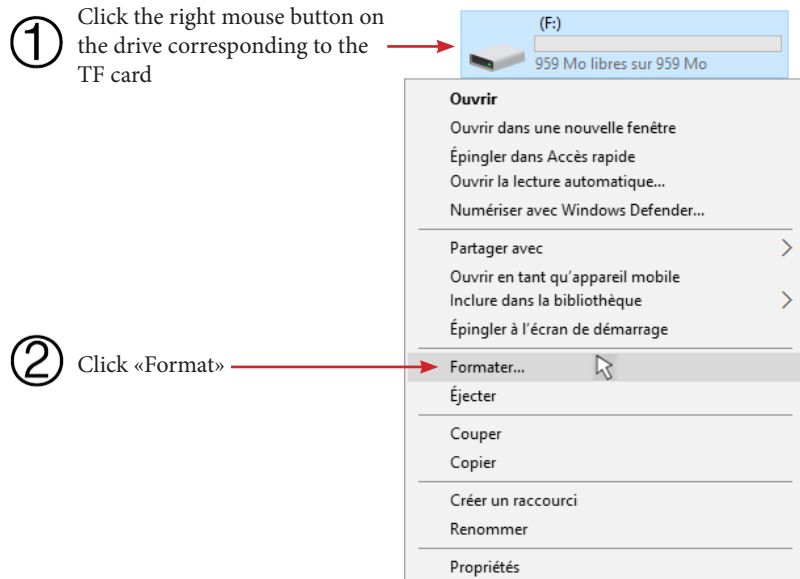 ①
Click the right mouse button on
the drive corresponding to the
TF card
(F:)
959 Mo libres sur 959 Mo
Ouvrir
Ouvrir dans une nouvelle fenêtre
Épingler dans Accès rapide
Ouvrir la lecture automatique...
Numériser avec Windows Defender...
Partager avec
Ouvrir en tant qu'appareil mobile
Inclure dans la bibliothèque
Épingler à l'écran de démarrage
②
Click «Format»
Formater...
Éjecter
Couper
Copier
Créer un raccourci
Renommer
Propriétés